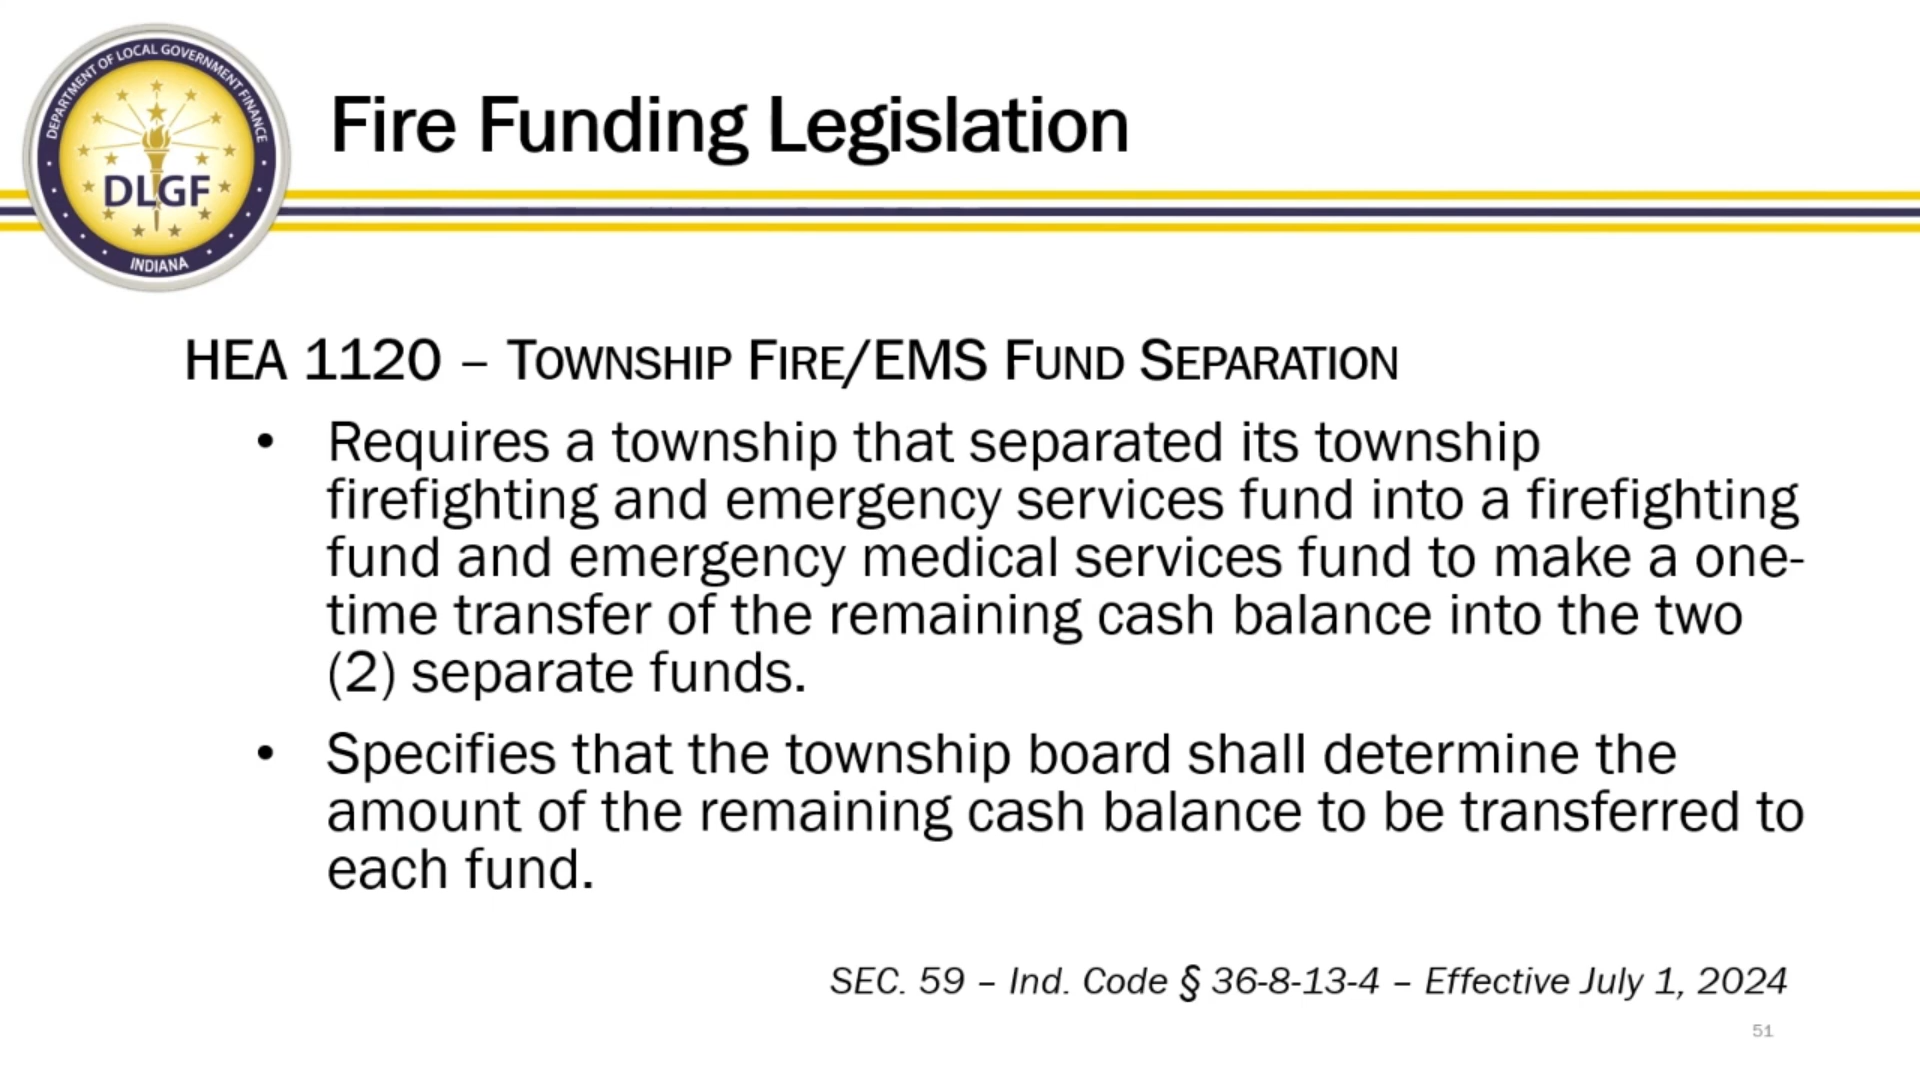 DEPARTMENT OF LOCAL GOVERNMENT FINANCE
DLGF
INDIANA
Fire Funding Legislation
HEA 1120 – TOWNSHIP FIRE/EMS FUND SEPARATION
• Requires a township that separated its township
firefighting and emergency services fund into a firefighting
fund and emergency medical services fund to make a one-
time transfer of the remaining cash balance into the two
(2) separate funds.
• Specifies that the township board shall determine the
amount of the remaining cash balance to be transferred to
each fund.
SEC. 59 – Ind. Code § 36-8-13-4 – Effective July 1, 2024
51